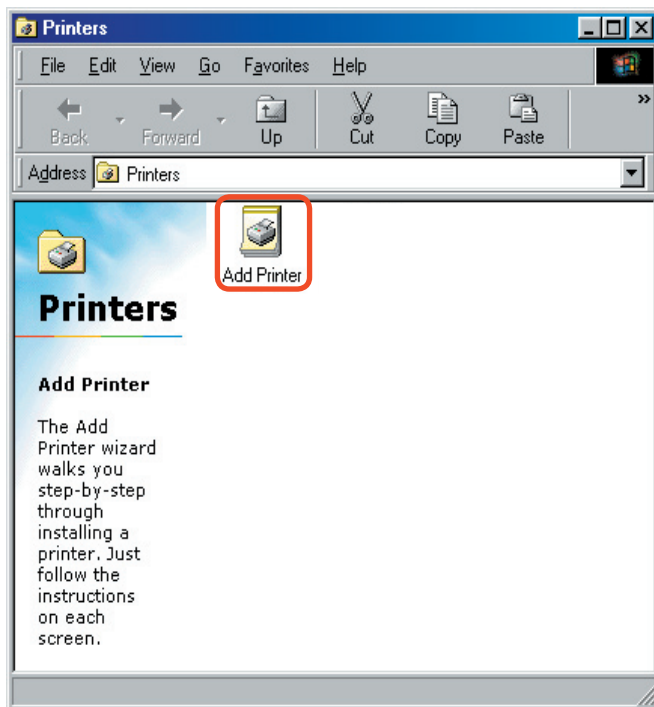 Printers
File Edit View Go Favorites Help
Back Forward Up Cut Copy Paste »
Address Printers
Add Printer
Printers
Add Printer
The Add
Printer wizard
walks you
step-by-step
through
installing a
printer. Just
follow the
instructions
on each
screen.